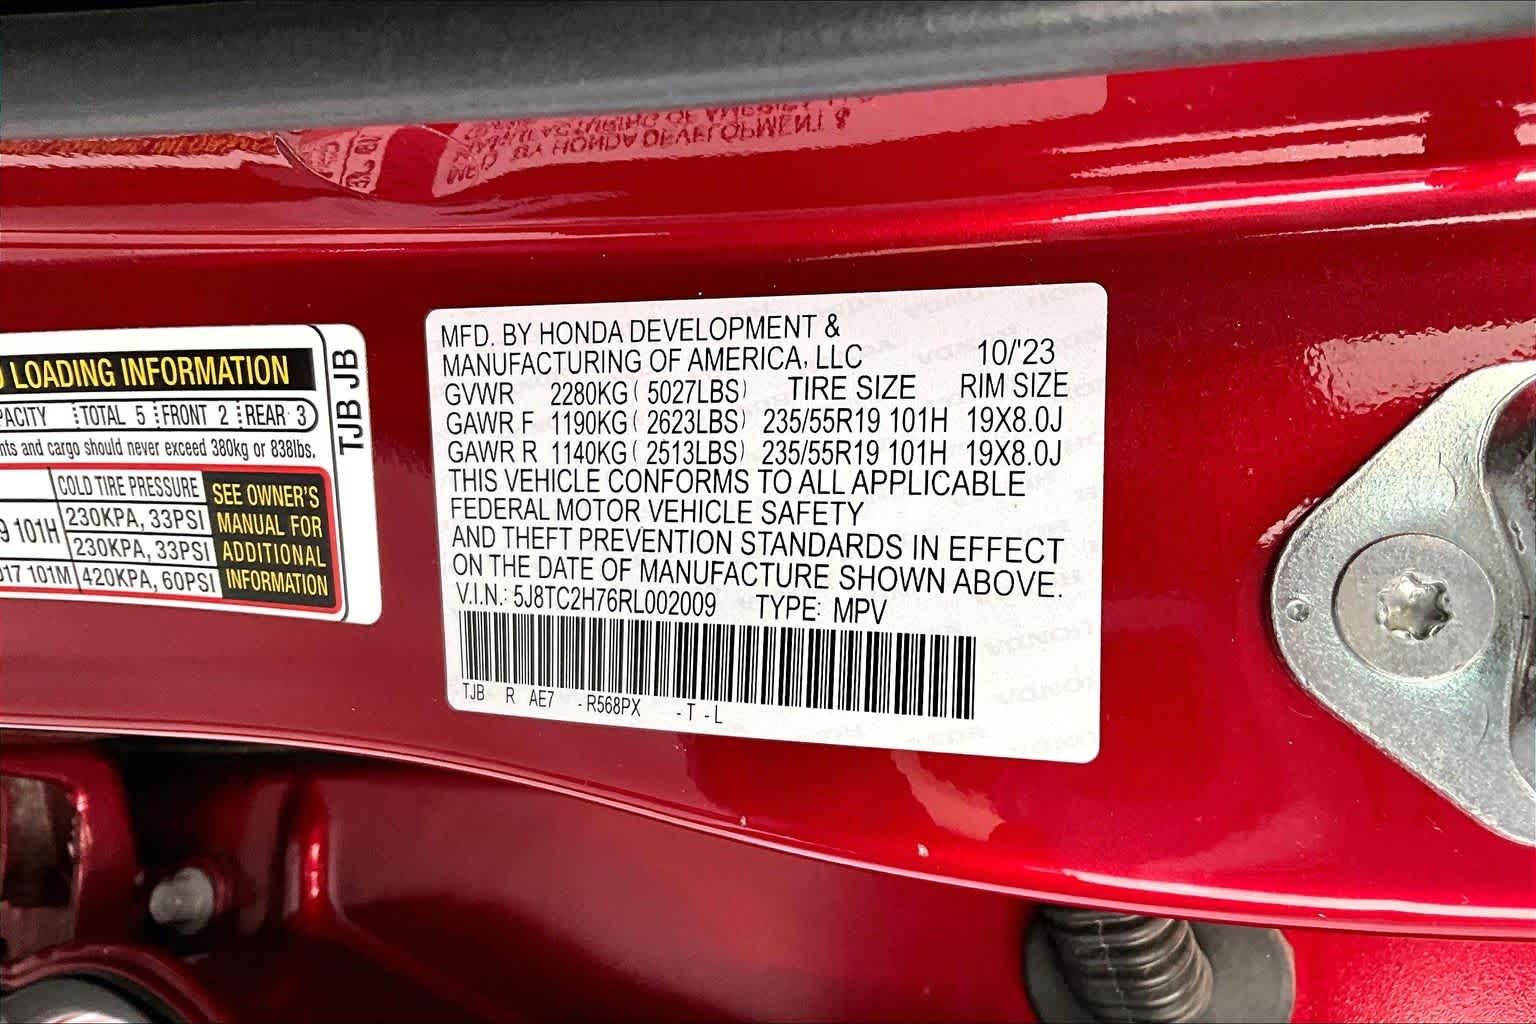 LOADING INFORMATION
TOTAL 5 FRONT 2 REAR 3
and cargo should never exceed 380kg or 838lbs.
COLD TIRE PRESSURE
101H 230KPA, 33PSI
230KPA, 33PSI
101M 420KPA, 60PSI
SEE OWNER'S
MANUAL FOR
ADDITIONAL
INFORMATION
TJB JB
MFD. BY HONDA DEVELOPMENT &
MANUFACTURING OF AMERICA, LLC 10/'23
GVWR 2280KG ( 5027LBS) TIRE SIZE RIM SIZE
GAWR F 1190KG ( 2623LBS) 235/55R19 101H 19X8.0J
GAWR R 1140KG ( 2513LBS) 235/55R19 101H 19X8.0J
THIS VEHICLE CONFORMS TO ALL APPLICABLE
FEDERAL MOTOR VEHICLE SAFETY
AND THEFT PREVENTION STANDARDS IN EFFECT
ON THE DATE OF MANUFACTURE SHOWN ABOVE.
V.I.N.: 5J8TC2H76RL002009 TYPE: MPV
TJB R AE7 - R568PX - T - L